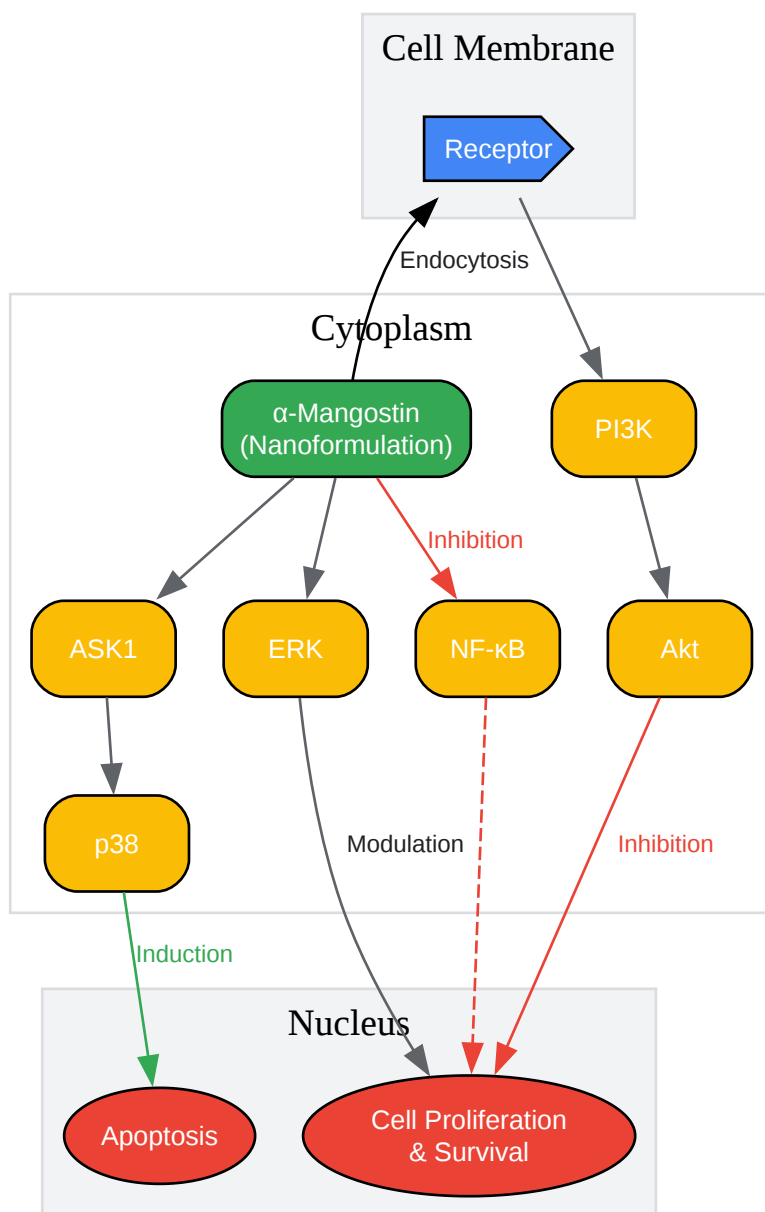 Cell Membrane
Receptor
Endocytosis
Cytoplasm
α-Mangostin
(Nanoformulation)
PI3K
Inhibition
ASK1
ERK
NF-κB
Akt
p38
Modulation
Inhibition
Induction
Nucleus
Apoptosis
Cell Proliferation
& Survival